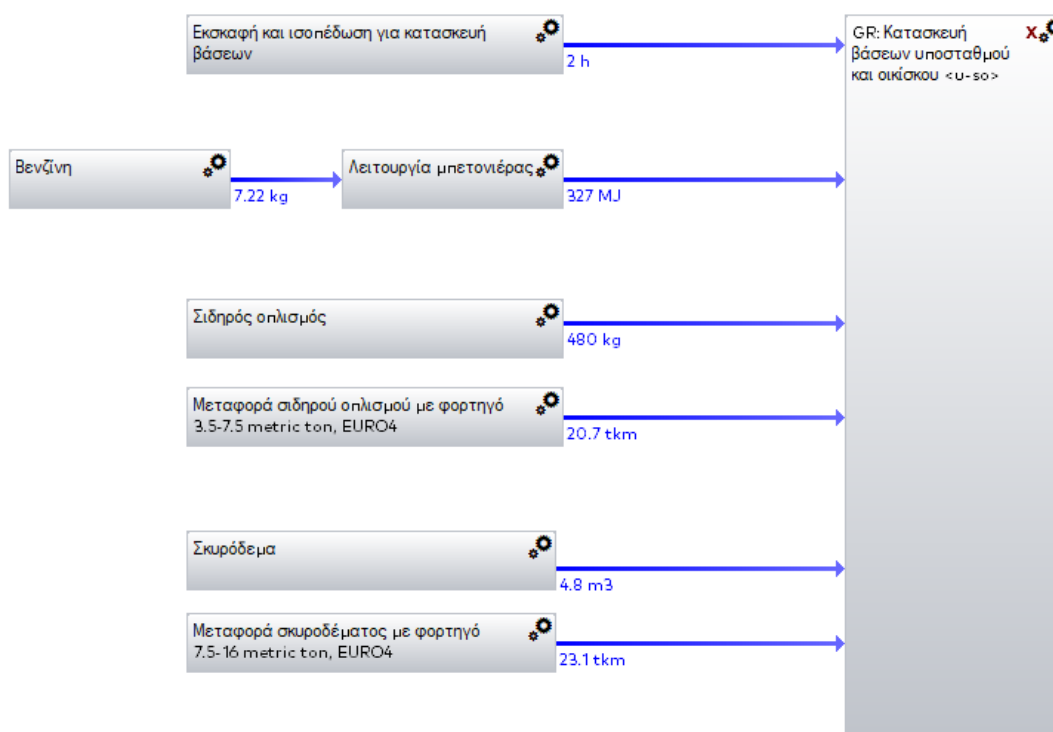 Εκσκαφή και ισοπέδωση για κατασκευή
βάσεων
2 h
GR: Κατασκευή
βάσεων υποσταθμού
και οικίσκου <u-so>
X
Βενζίνη
7.22 kg
Λειτουργία μπετονιέρας
327 MJ
Σιδηρός οπλισμός
480 kg
Μεταφορά σιδηρού οπλισμού με φορτηγό
3.5-7.5 metric ton, EURO4
20.7 tkm
Σκυρόδεμα
4.8 m3
Μεταφορά σκυροδέματος με φορτηγό
7.5-16 metric ton, EURO4
23.1 tkm